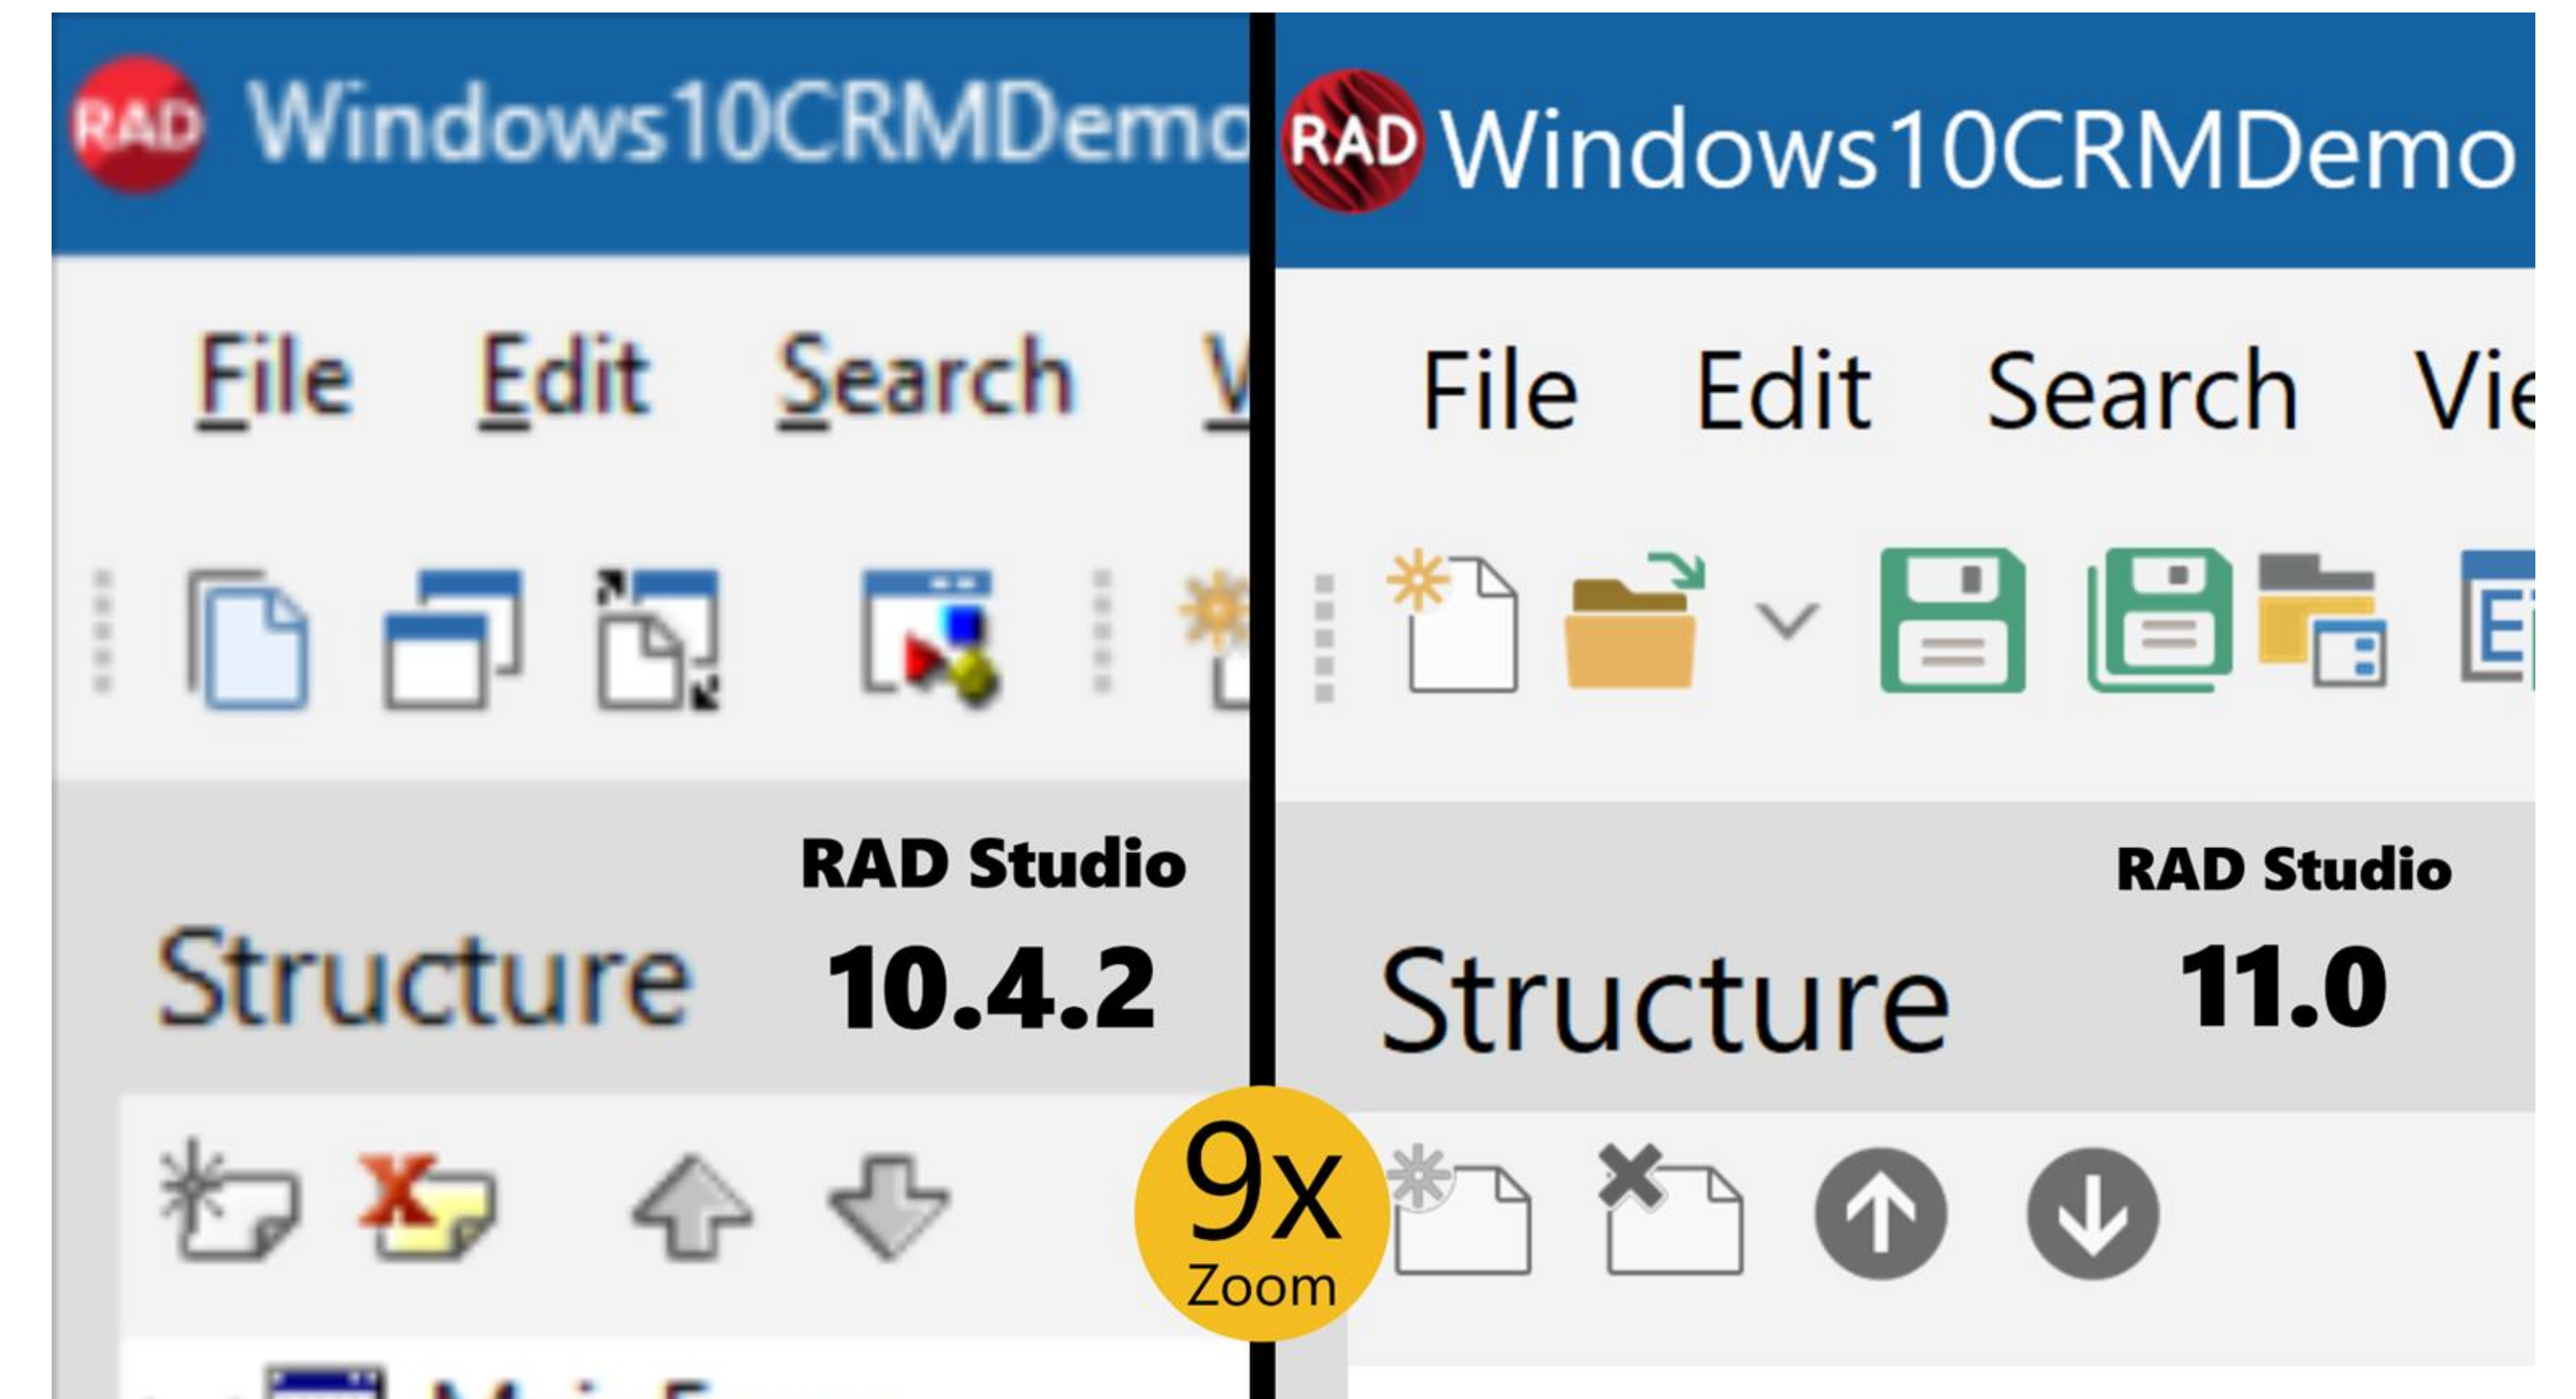 RAD Windows10CRMDemo
File Edit Search V
RAD Studio
10.4.2
Structure
RAD Windows10CRMDemo
File Edit Search Vie
RAD Studio
11.0
Structure
9x
Zoom